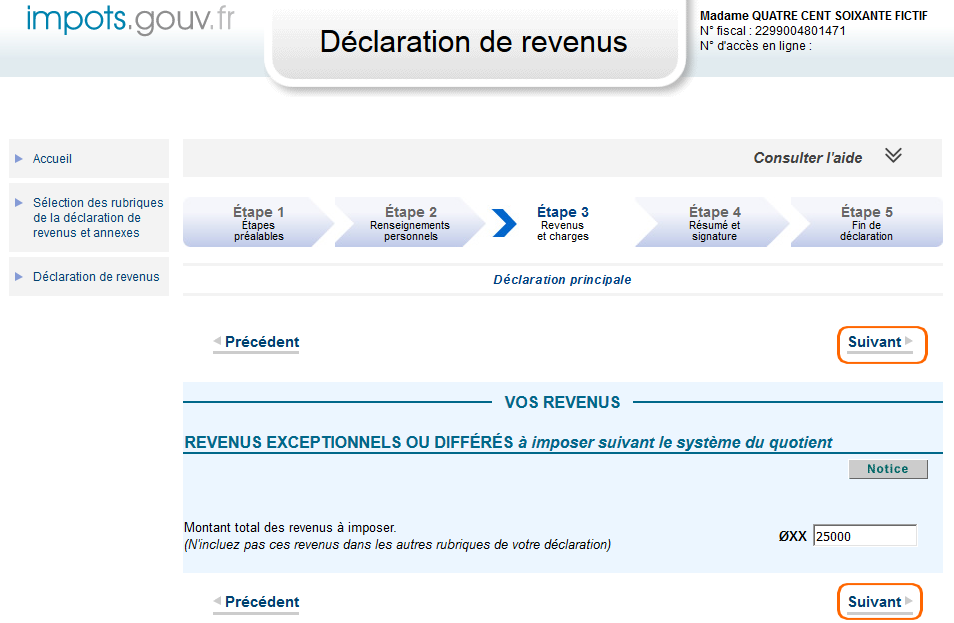 impots.gouv.fr
Déclaration de revenus
Madame QUATRE CENT SOIXANTE FICTIF
N° fiscal : 2299004801471
N° d'accès en ligne :
Accueil
Sélection des rubriques
de la déclaration de
revenus et annexes
Déclaration de revenus
Consulter l'aide
Étape 1
Étapes
préalables
Étape 2
Renseignements
personnels
Étape 3
Revenus
et charges
Étape 4
Résumé et
signature
Étape 5
Fin de
déclaration
Déclaration principale
Précédent
Suivant
VOS REVENUS
REVENUS EXCEPTIONNELS OU DIFFÉRÉS à imposer suivant le système du quotient
Notice
Montant total des revenus à imposer.
(N'incluez pas ces revenus dans les autres rubriques de votre déclaration)
ØXX 25000
Précédent
Suivant